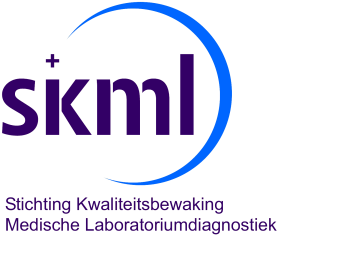 skml
Stichting Kwaliteitsbewaking
Medische Laboratoriumdiagnostiek